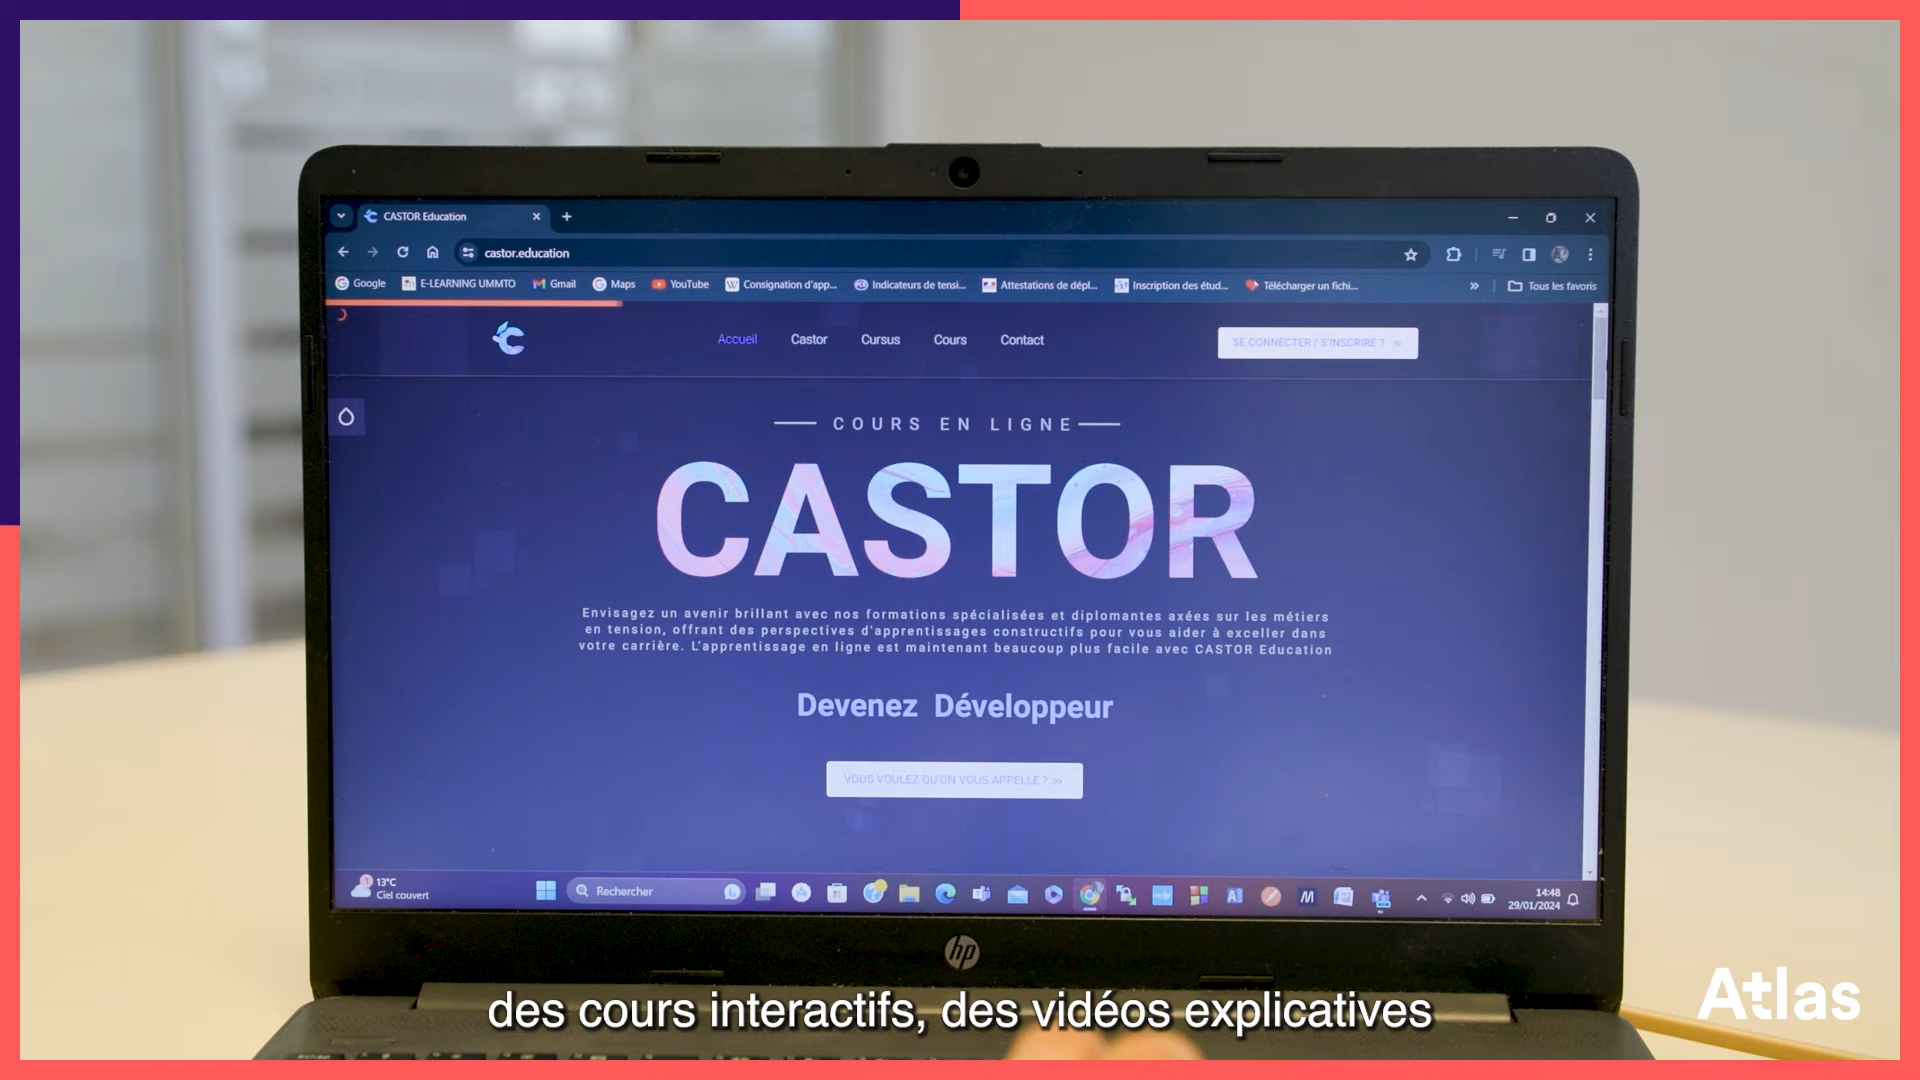 CASTOR Education
castor.education
Google E-LEARNING UMMTO Gmail Maps YouTube Consignation d'app... Indicateurs de tensi... Attestations de dépl... Inscription des étud... Télécharger un fichi... Tous les favoris
Accueil Castor Cursus Cours Contact SE CONNECTER / S'INSCRIRE ? »
COURS EN LIGNE
CASTOR
Envisagez un avenir brillant avec nos formations spécialisées et diplomantes axées sur les métiers
en tension, offrant des perspectives d'apprentissages constructifs pour vous aider à exceller dans
votre carrière. L'apprentissage en ligne est maintenant beaucoup plus facile avec CASTOR Education
Devenez Développeur
VOUS VOULEZ QU'ON VOUS APPELLE ? »
13°C
Ciel couvert
Rechercher
14:48
29/01/2024
hp
des cours interactifs, des vidéos explicatives
Atlas